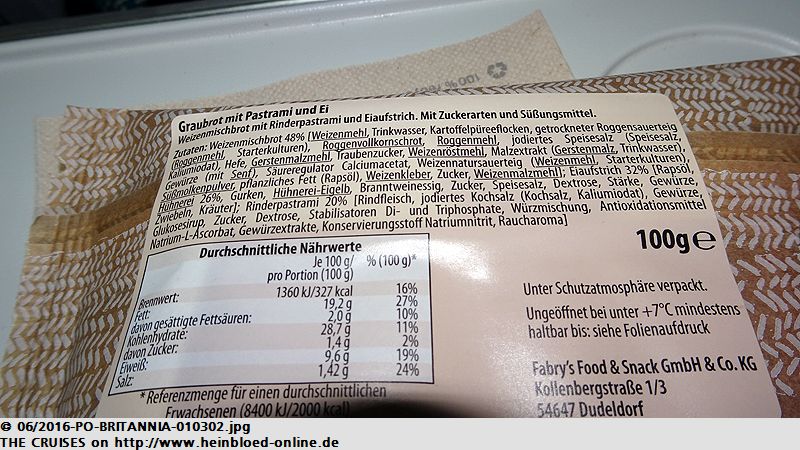 100%
Graubrot mit Pastrami und Ei
Weizenmischbrot mit Rinderpastrami und Eiaufstrich. Mit Zuckerarten und Süßungsmittel.
Zutaten: Weizenmischbrot 48% [Weizenmehl, Trinkwasser, Kartoffelpüreeflocken, getrockneter Roggensauerteig
(Roggenmehl, Starterkulturen), Roggenvollkornschrot, Roggenmehl, jodiertes Speisesalz (Speisesalz,
Kaliumjodat), Hefe, Gerstenmalzmehl, Traubenzucker, Weizenröstmehl, Malzextrakt (Gerstenmalz, Trinkwasser),
Gewürze (mit Senf), Säureregulator Calciumacetat, Weizennatursauerteig (Weizenmehl, Starterkulturen),
Süßmolkenpulver, pflanzliches Fett (Rapsöl), Weizenkleber, Zucker, Weizenmalzmehl]; Eiaufstrich 32% [Rapsöl,
Hühnerei 26%, Gurken, Hühnerei-Eigelb, Branntweinessig, Zucker, Speisesalz, Dextrose, Stärke, Gewürze,
Zwiebeln, Kräuter]; Rinderpastrami 20% [Rindfleisch, jodiertes Kochsalz (Kochsalz, Kaliumjodat), Gewürze,
Glukosesirup, Zucker, Dextrose, Stabilisatoren Di- und Triphosphate, Würzmischung, Antioxidationsmittel
Natrium-L-Ascorbat, Gewürzextrakte, Konservierungsstoff Natriumnitrit, Raucharoma]
100g e
Durchschnittliche Nährwerte
Je 100 g/ % (100 g)*
pro Portion (100 g)
Brennwert: 1360 kJ/327 kcal 16%
Fett: 19,2 g 27%
davon gesättigte Fettsäuren: 2,0 g 10%
Kohlenhydrate: 28,7 g 11%
davon Zucker: 1,4 g 2%
Eiweiß: 9,6 g 19%
Salz: 1,42 g 24%
* Referenzmenge für einen durchschnittlichen
Erwachsenen (8400 kJ/2000 kcal)
Unter Schutzatmosphäre verpackt.
Ungeöffnet bei unter +7°C mindestens
haltbar bis: siehe Folienaufdruck
Fabry's Food & Snack GmbH & Co. KG
Kollenbergstraße 1/3
54647 Dudeldorf
© 06/2016-PO-BRITANNIA-010302.jpg
THE CRUISES on http://www.heinbloed-online.de